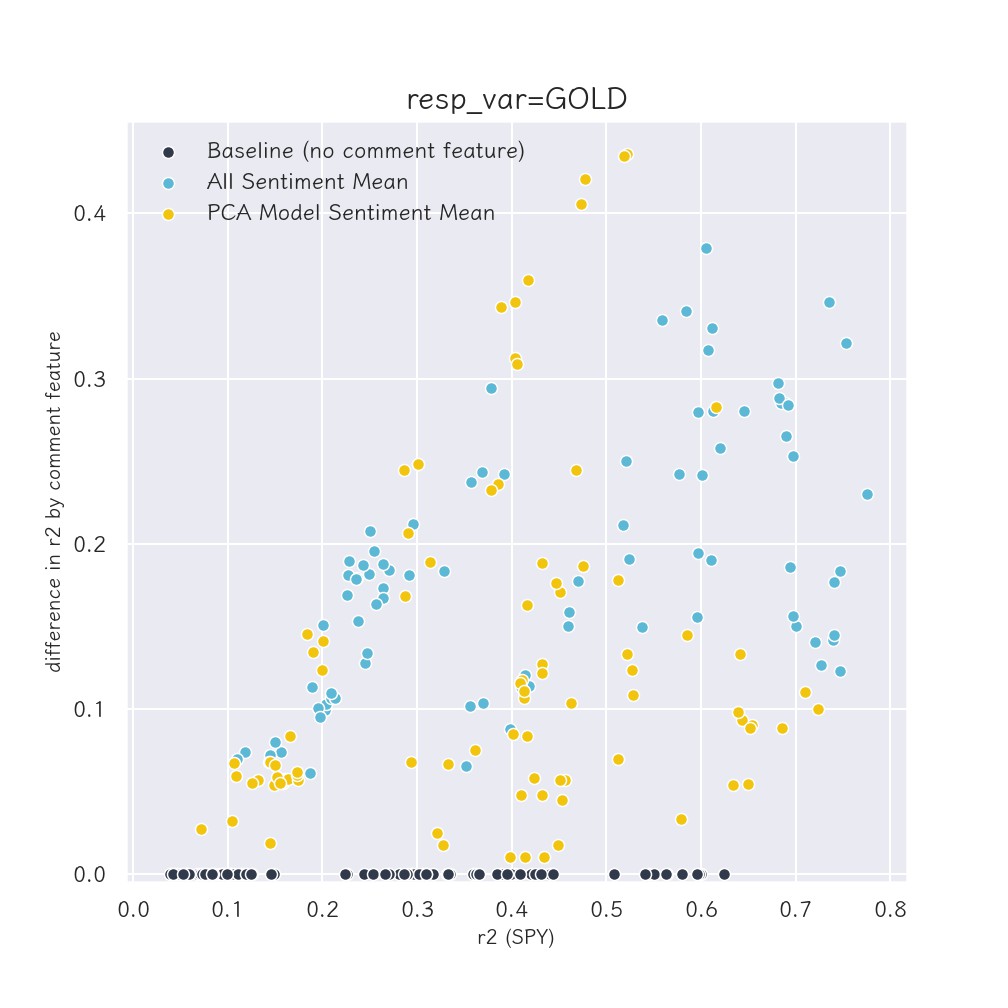 resp_var=GOLD
Baseline (no comment feature)
All Sentiment Mean
PCA Model Sentiment Mean
difference in r2 by comment feature
0.4
0.3
0.2
0.1
0.0
0.0 0.1 0.2 0.3 0.4 0.5 0.6 0.7 0.8
r2 (SPY)